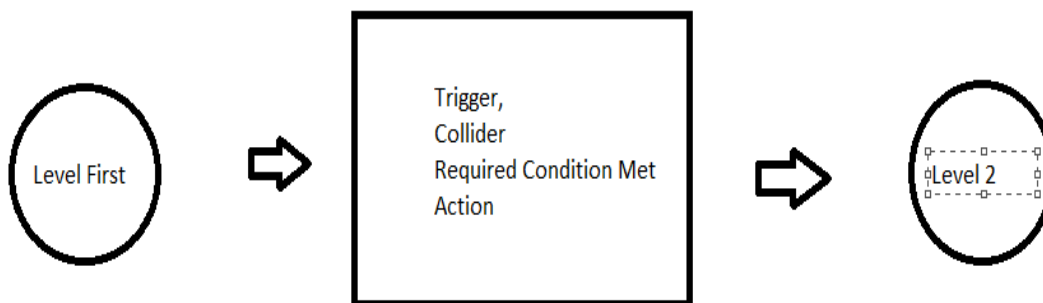 Level First
Trigger,
Collider
Required Condition Met
Action
Level 2